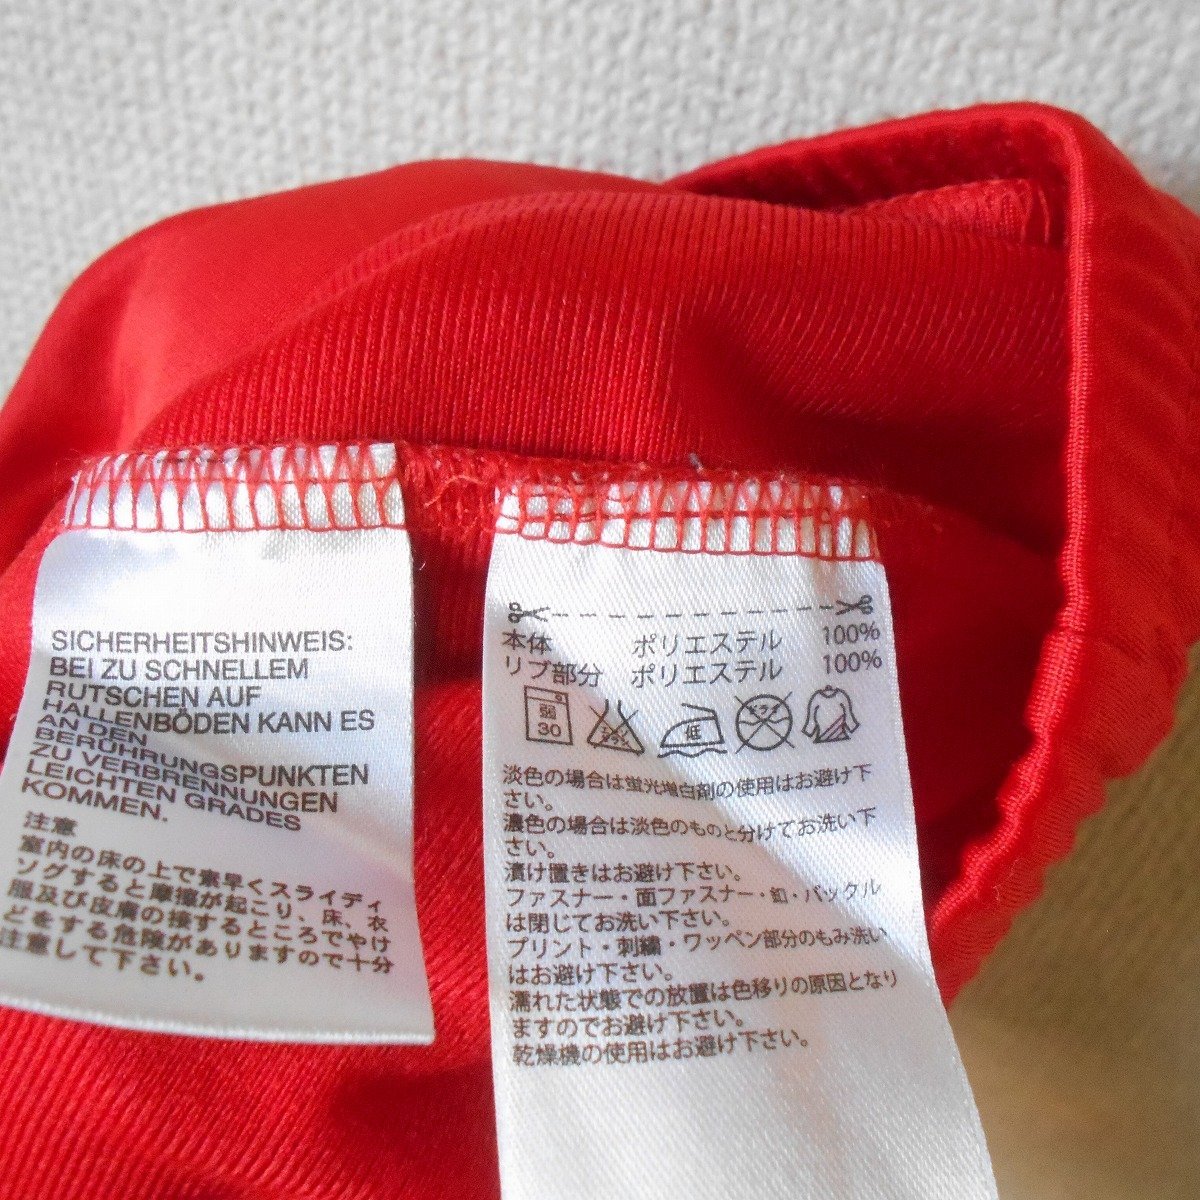 SICHERHEITSHINWEIS:
BEI ZU SCHNELLEM
RUTSCHEN AUF
HALLENBÖDEN KANN ES
AN DEN
BERÜHRUNGSPUNKTEN
ZU VERBRENNUNGEN
LEICHTEN GRADES
KOMMEN.
注意
室内の床の上で素早くスライディ
ングすると摩擦が起こり、床、衣
服及び皮膚の接するところでやけ
どをする危険がありますので十分
注意して下さい。
本体 ポリエステル 100%
リブ部分 ポリエステル 100%
弱
30
エンソ
サラシ
低
ドライ
淡色の場合は蛍光増白剤の使用はお避け下
さい。
濃色の場合は淡色のものと分けてお洗い下
さい。
漬け置きはお避け下さい。
ファスナー・面ファスナー・釦・バックル
は閉じてお洗い下さい。
プリント・刺繍・ワッペン部分のもみ洗い
はお避け下さい。
濡れた状態での放置は色移りの原因となり
ますのでお避け下さい。
乾燥機の使用はお避け下さい。